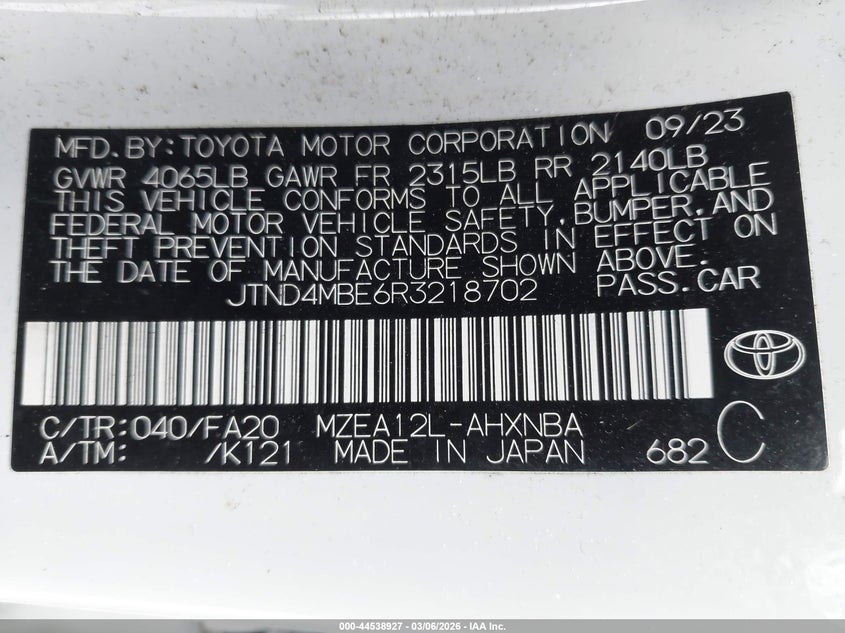 MFD.BY:TOYOTA MOTOR CORPORATION 09/23
GVWR 4065LB GAWR FR 2315LB RR 2140LB
THIS VEHICLE CONFORMS TO ALL APPLICABLE
FEDERAL MOTOR VEHICLE SAFETY,BUMPER,AND
THEFT PREVENTION STANDARDS IN EFFECT ON
THE DATE OF MANUFACTURE SHOWN ABOVE.
JTND4MBE6R3218702 PASS.CAR
C/TR:040/FA20 MZEA12L-AHXNBA
A/TM: /K121 MADE IN JAPAN 682 C
000-44538927 | 03/06/2026 - IAA Inc.